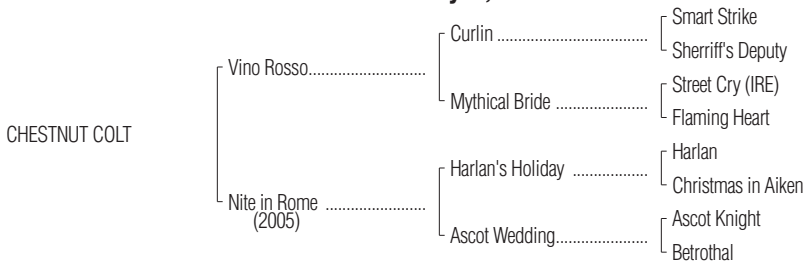 Smart Strike
Curlin
Sherriff's Deputy
Vino Rosso
Street Cry (IRE)
Mythical Bride
Flaming Heart
CHESTNUT COLT
Harlan
Harlan's Holiday
Christmas in Aiken
Nite in Rome
(2005)
Ascot Knight
Ascot Wedding
Betrothal